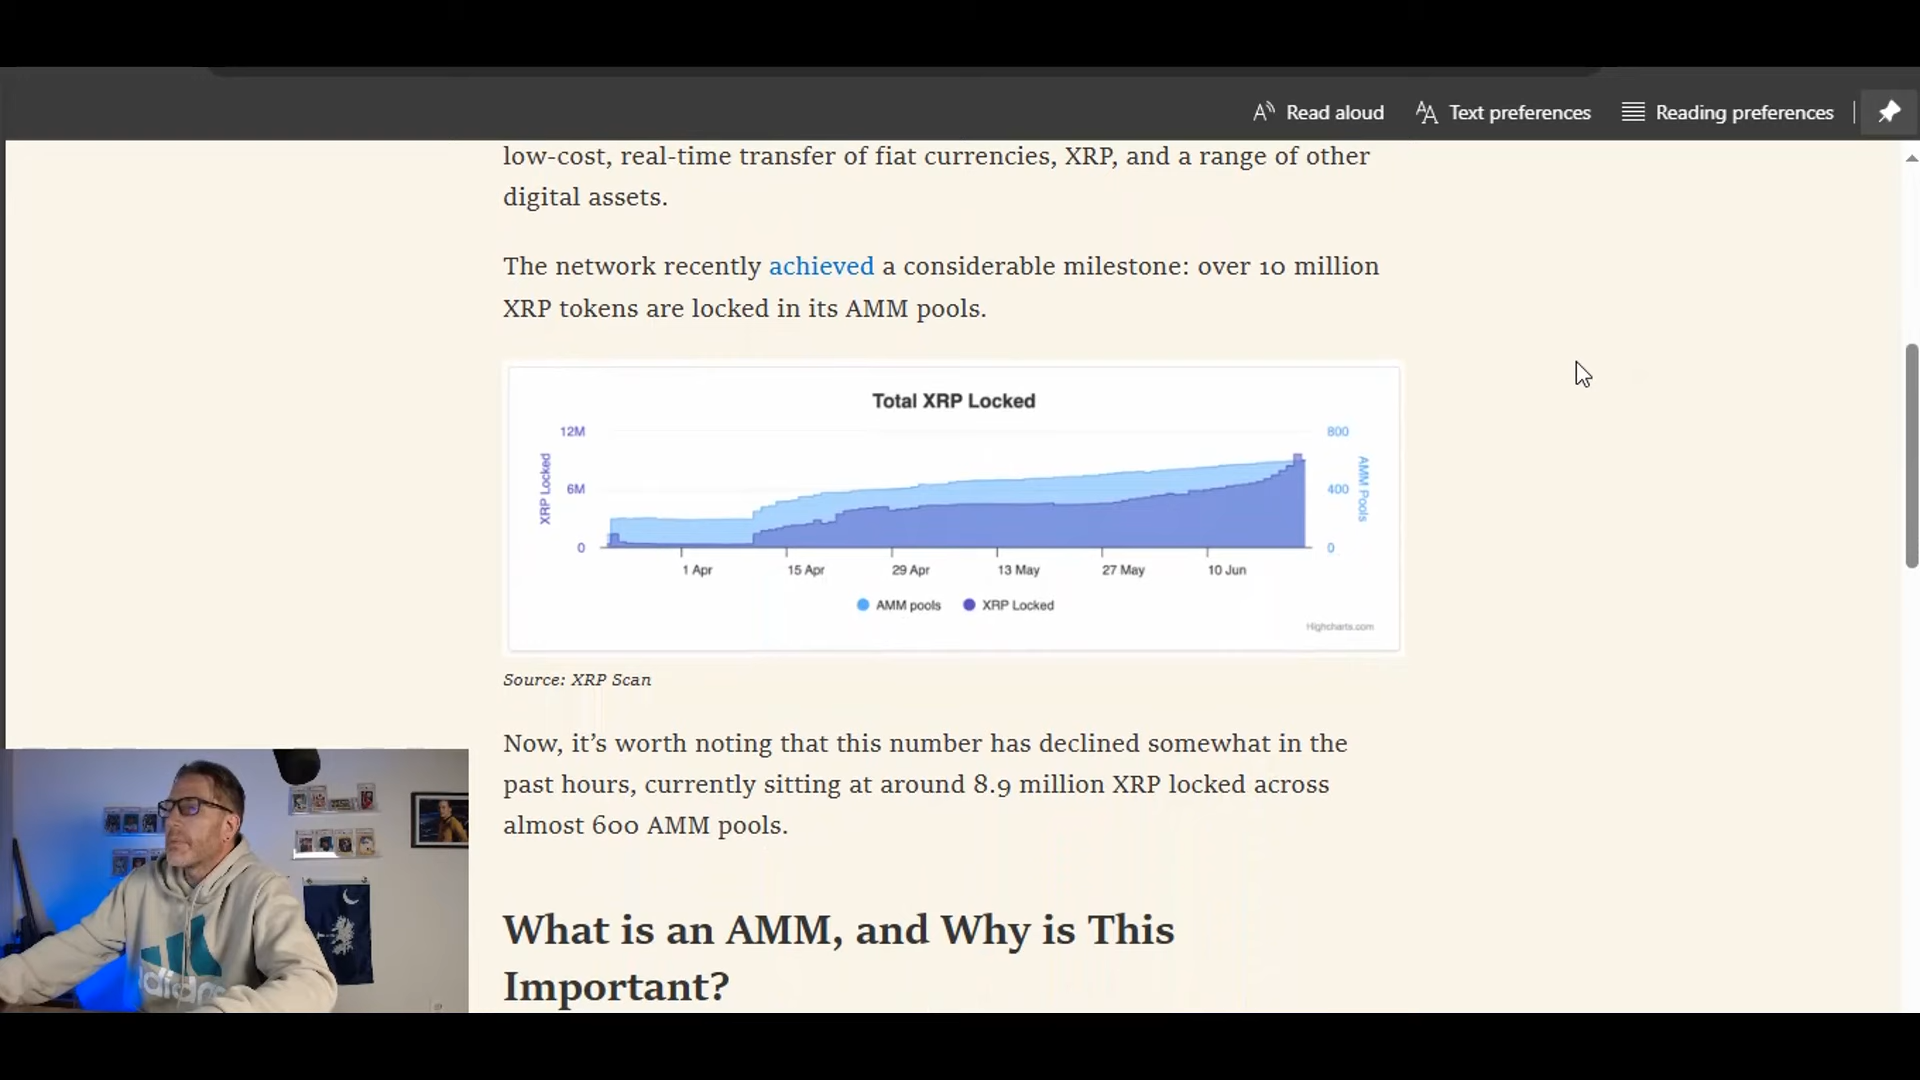 Read aloud
Text preferences
Reading preferences
low-cost, real-time transfer of fiat currencies, XRP, and a range of other
digital assets.
The network recently achieved a considerable milestone: over 10 million
XRP tokens are locked in its AMM pools.
Total XRP Locked
12M
800
XRP Locked
6M
400
AMM Pools
0
0
1 Apr
15 Apr
29 Apr
13 May
27 May
10 Jun
AMM pools
XRP Locked
Highcharts.com
Source: XRP Scan
Now, it’s worth noting that this number has declined somewhat in the
past hours, currently sitting at around 8.9 million XRP locked across
almost 600 AMM pools.
What is an AMM, and Why is This
Important?